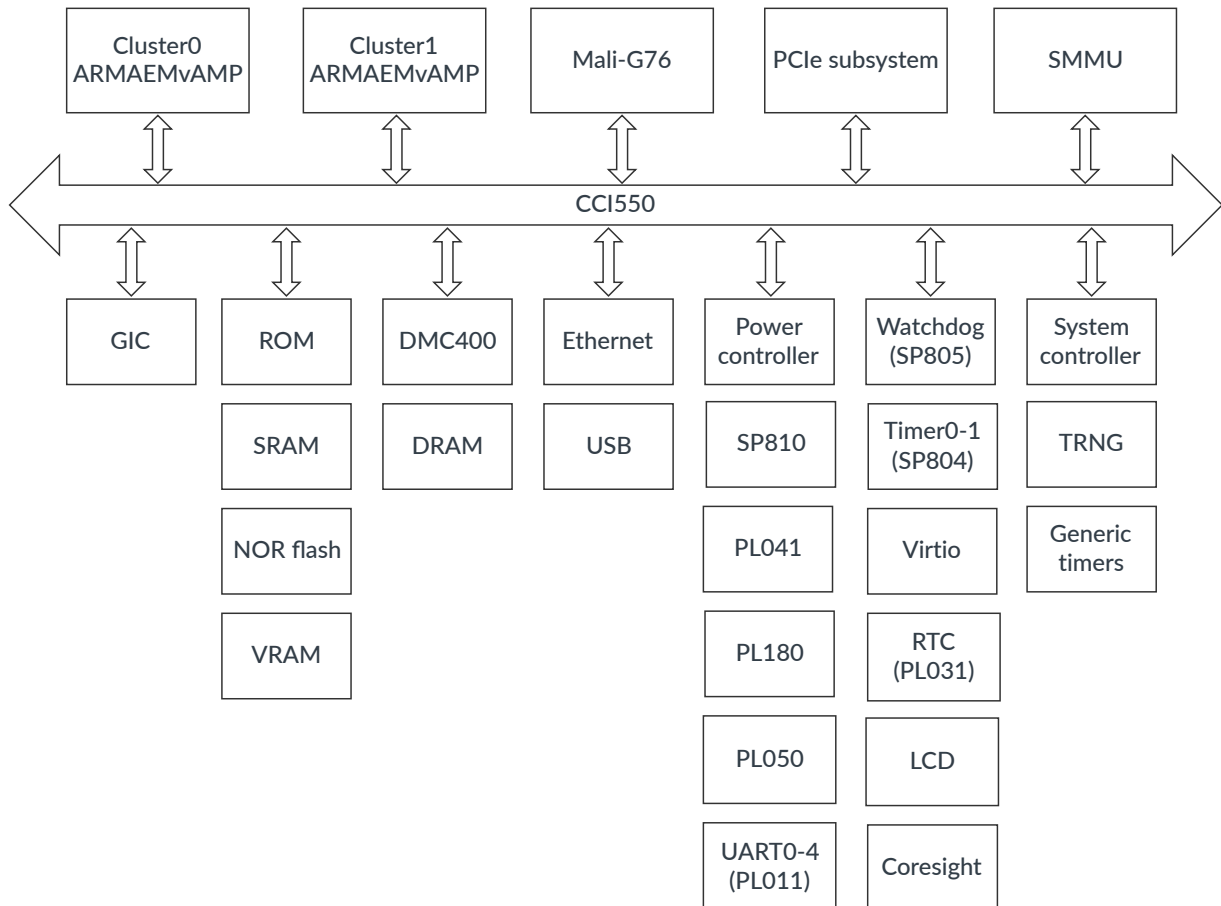 Cluster0
ARMAEMvAMP
Cluster1
ARMAEMvAMP
Mali-G76
PCIe subsystem
SMMU
CCI550
GIC
ROM
DMC400
Ethernet
Power
controller
Watchdog
(SP805)
System
controller
SRAM
DRAM
USB
SP810
Timer0-1
(SP804)
TRNG
NOR flash
PL041
Virtio
Generic
timers
VRAM
PL180
RTC
(PL031)
PL050
LCD
UART0-4
(PL011)
Coresight